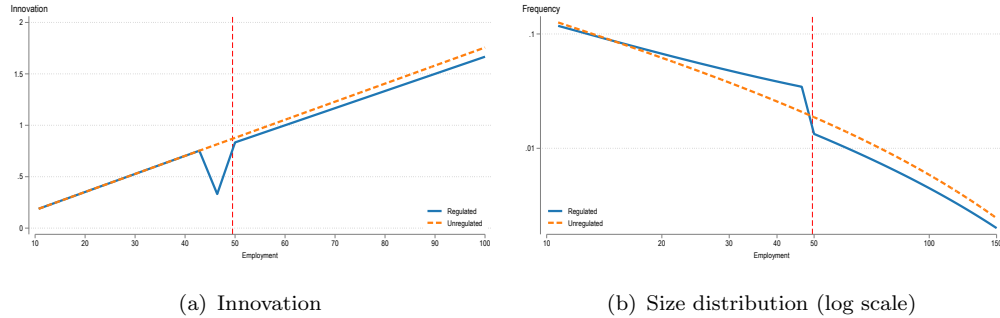 Innovation
2
1.5
1
.5
0
10 20 30 40 50 60 70 80 90 100
Employment
Regulated
Unregulated
(a) Innovation
Frequency
.1
.01
Regulated
Unregulated
10 20 30 40 50 100 150
Employment
(b) Size distribution (log scale)